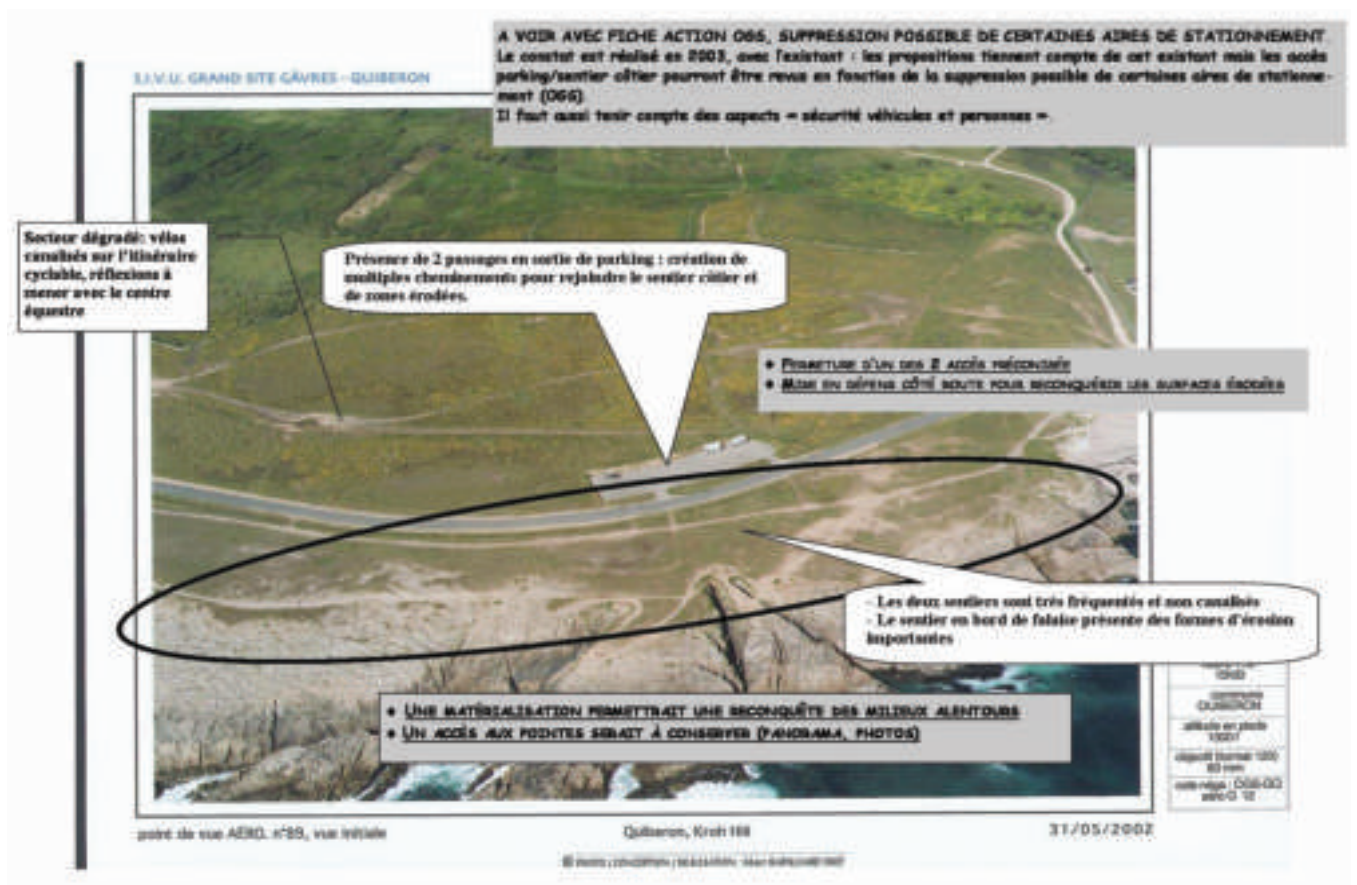 A VOIR AVEC FICHE ACTION OGS, SUPPRESSION POSSIBLE DE CERTAINES AIRES DE STATIONNEMENT.
Le constat est réalisé en 2003, avec l'existant : les propositions tiennent compte de cet existant mais les accès
parking/sentier côtier pourront être revus en fonction de la suppression possible de certaines aires de stationne-
ment (OGS)
Il faut aussi tenir compte des aspects « sécurité véhicules et personnes ».
S.I.V.U. GRAND SITE GÂVRES - QUIBERON
Secteur dégradé: vélos
canalisés sur l'itinéraire
cyclable, réflexions à
mener avec le centre
équestre
Présence de 2 passages en sortie de parking : création de
multiples cheminements pour rejoindre le sentier côtier et
de zones érodées.
• FERMETURE D'UN DES 2 ACCÈS PRÉCONISÉE
• MISE EN DÉFENS CÔTÉ ROUTE POUR RECONQUÉRIR LES SURFACES ÉRODÉES
- Les deux sentiers sont très fréquentés et non canalisés
- Le sentier en bord de falaise présente des formes d'érosion
importantes
• UNE MATÉRIALISATION PERMETTRAIT UNE RECONQUÊTE DES MILIEUX ALENTOURS
• UN ACCÈS AUX POINTES SERAIT À CONSERVER (PANORAMA, PHOTOS)
commune
QUIBERON
altitude en pieds
objectif (format 120)
point de vue AERO. n°89, vue initiale
Quiberon, Kroh
31/05/2002